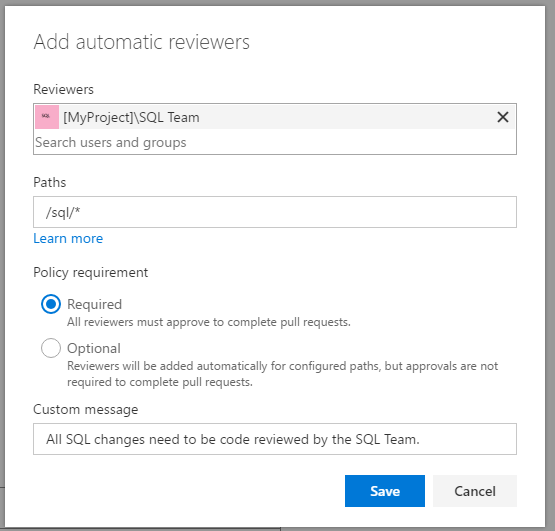 Add automatic reviewers
Reviewers
SQL [MyProject]\SQL Team
Search users and groups
Paths
/sql/*
Learn more
Policy requirement
Required
All reviewers must approve to complete pull requests.
Optional
Reviewers will be added automatically for configured paths, but approvals are not
required to complete pull requests.
Custom message
All SQL changes need to be code reviewed by the SQL Team.
Save Cancel